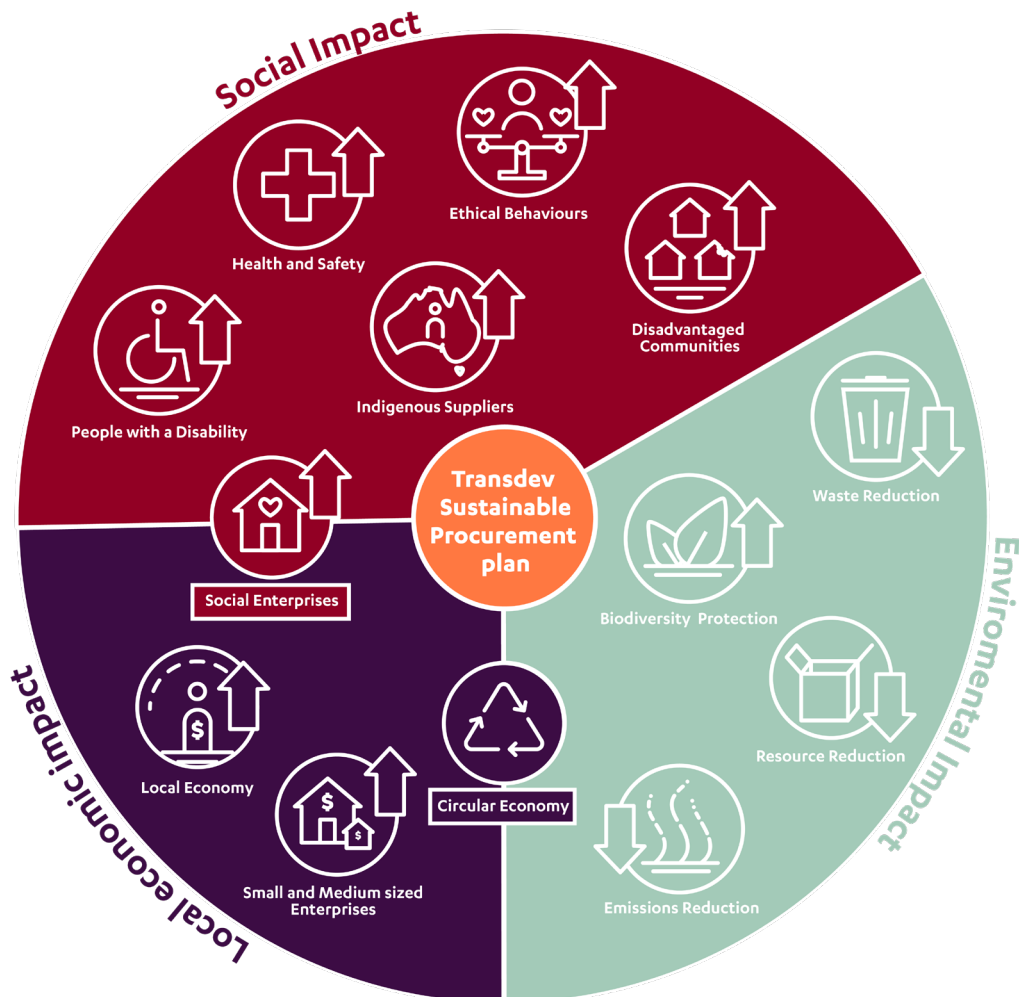 Social Impact
Ethical Behaviours
Health and Safety
Disadvantaged
Communities
Indigenous Suppliers
People with a Disability
Social Enterprises
Transdev
Sustainable
Procurement
plan
Waste Reduction
Biodiversity Protection
Resource Reduction
Emissions Reduction
Enviromental Impact
Circular Economy
Local Economy
$
Small and Medium sized
Enterprises
$
$
Local economic impact